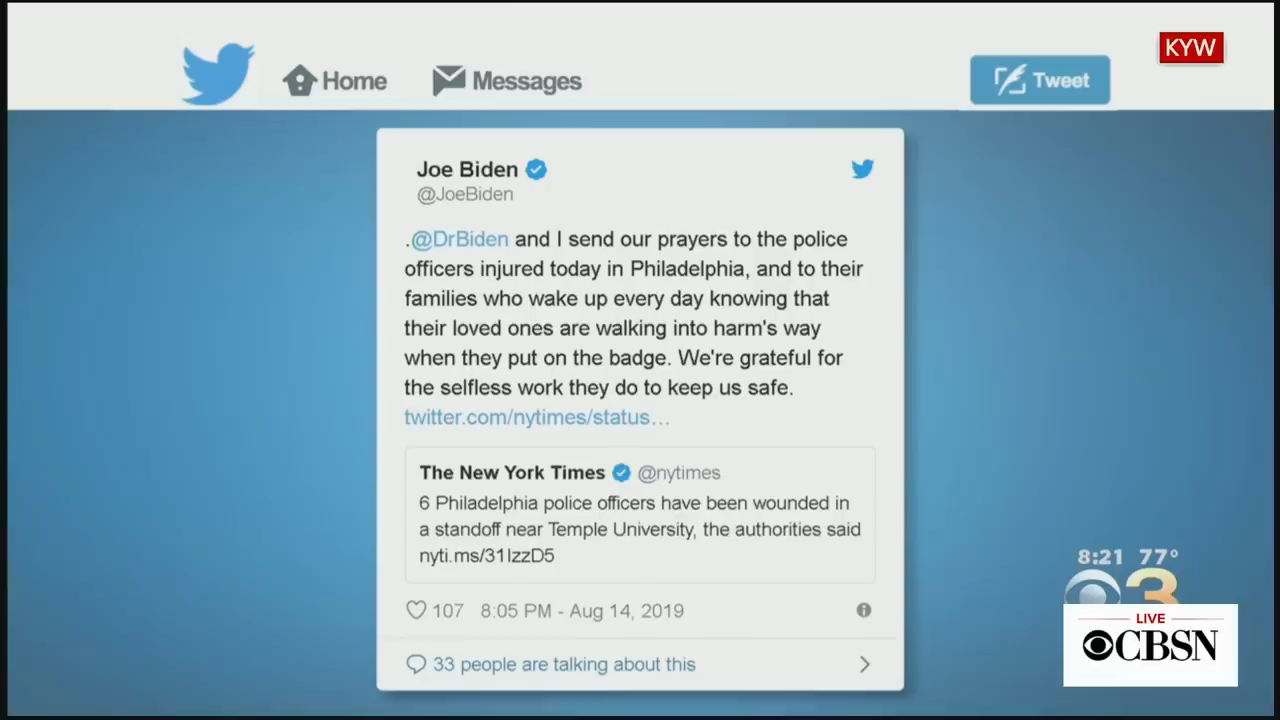 KYW
Home Messages Tweet
Joe Biden
@JoeBiden
.@DrBiden and I send our prayers to the police
officers injured today in Philadelphia, and to their
families who wake up every day knowing that
their loved ones are walking into harm's way
when they put on the badge. We're grateful for
the selfless work they do to keep us safe.
twitter.com/nytimes/status…
The New York Times @nytimes
6 Philadelphia police officers have been wounded in
a standoff near Temple University, the authorities said
nyti.ms/31IzzD5
107 8:05 PM - Aug 14, 2019
33 people are talking about this
8:21 77°
3
LIVE
CBSN